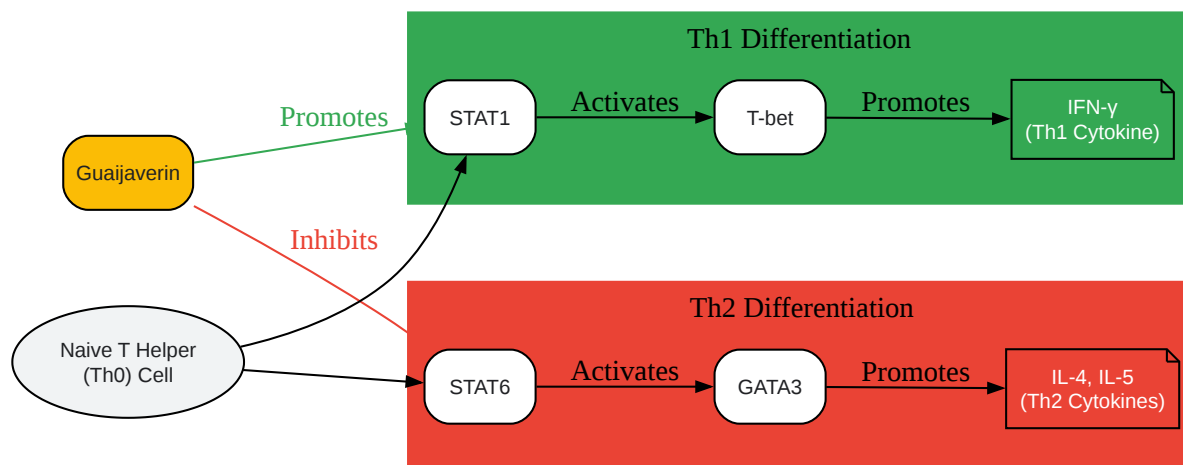 Th1 Differentiation
Promotes
STAT1
Activates
T-bet
Promotes
IFN-γ
(Th1 Cytokine)
Guaijaverin
Inhibits
Th2 Differentiation
Naive T Helper
(Th0) Cell
STAT6
Activates
GATA3
Promotes
IL-4, IL-5
(Th2 Cytokines)